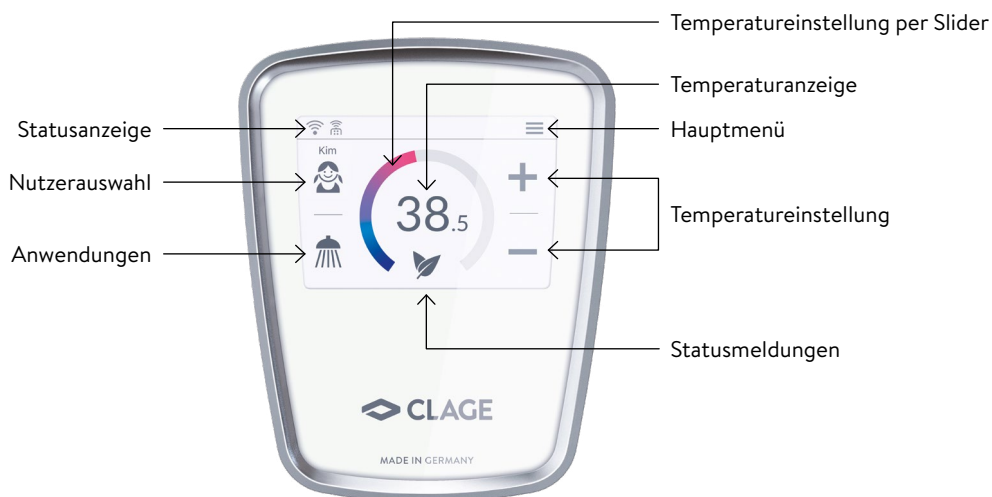 Temperatureinstellung per Slider
Temperaturanzeige
Statusanzeige
Hauptmenü
Kim
Nutzerauswahl
38.5
Temperatureinstellung
Anwendungen
Statusmeldungen
CLAGE
MADE IN GERMANY